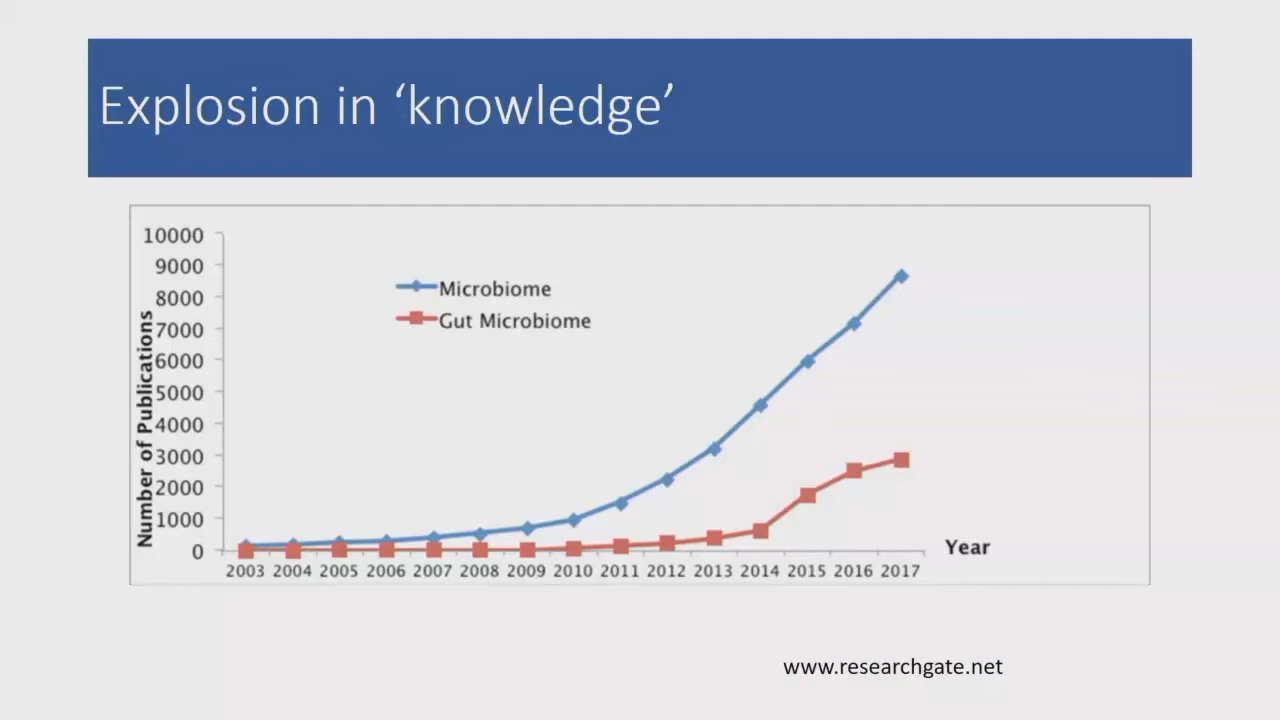 Explosion in ‘knowledge’
10000
9000
8000
7000
6000
5000
4000
3000
2000
1000
0
Number of Publications
Microbiome
Gut Microbiome
2003 2004 2005 2006 2007 2008 2009 2010 2011 2012 2013 2014 2015 2016 2017
Year
www.researchgate.net